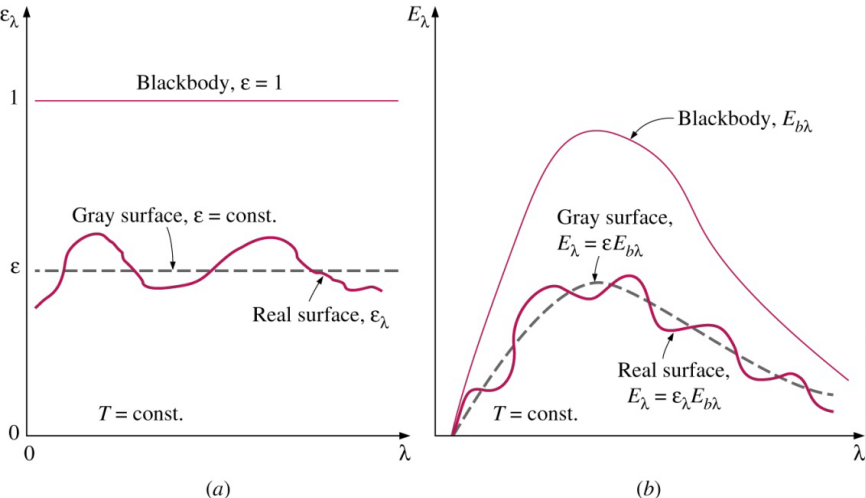 ε_λ
Blackbody, ε = 1
1
Gray surface, ε = const.
ε
Real surface, ε_λ
T = const.
0
0
λ
(a)
E_λ
Blackbody, E_bλ
Gray surface,
E_λ = εE_bλ
Real surface,
E_λ = ε_λE_bλ
T = const.
λ
(b)